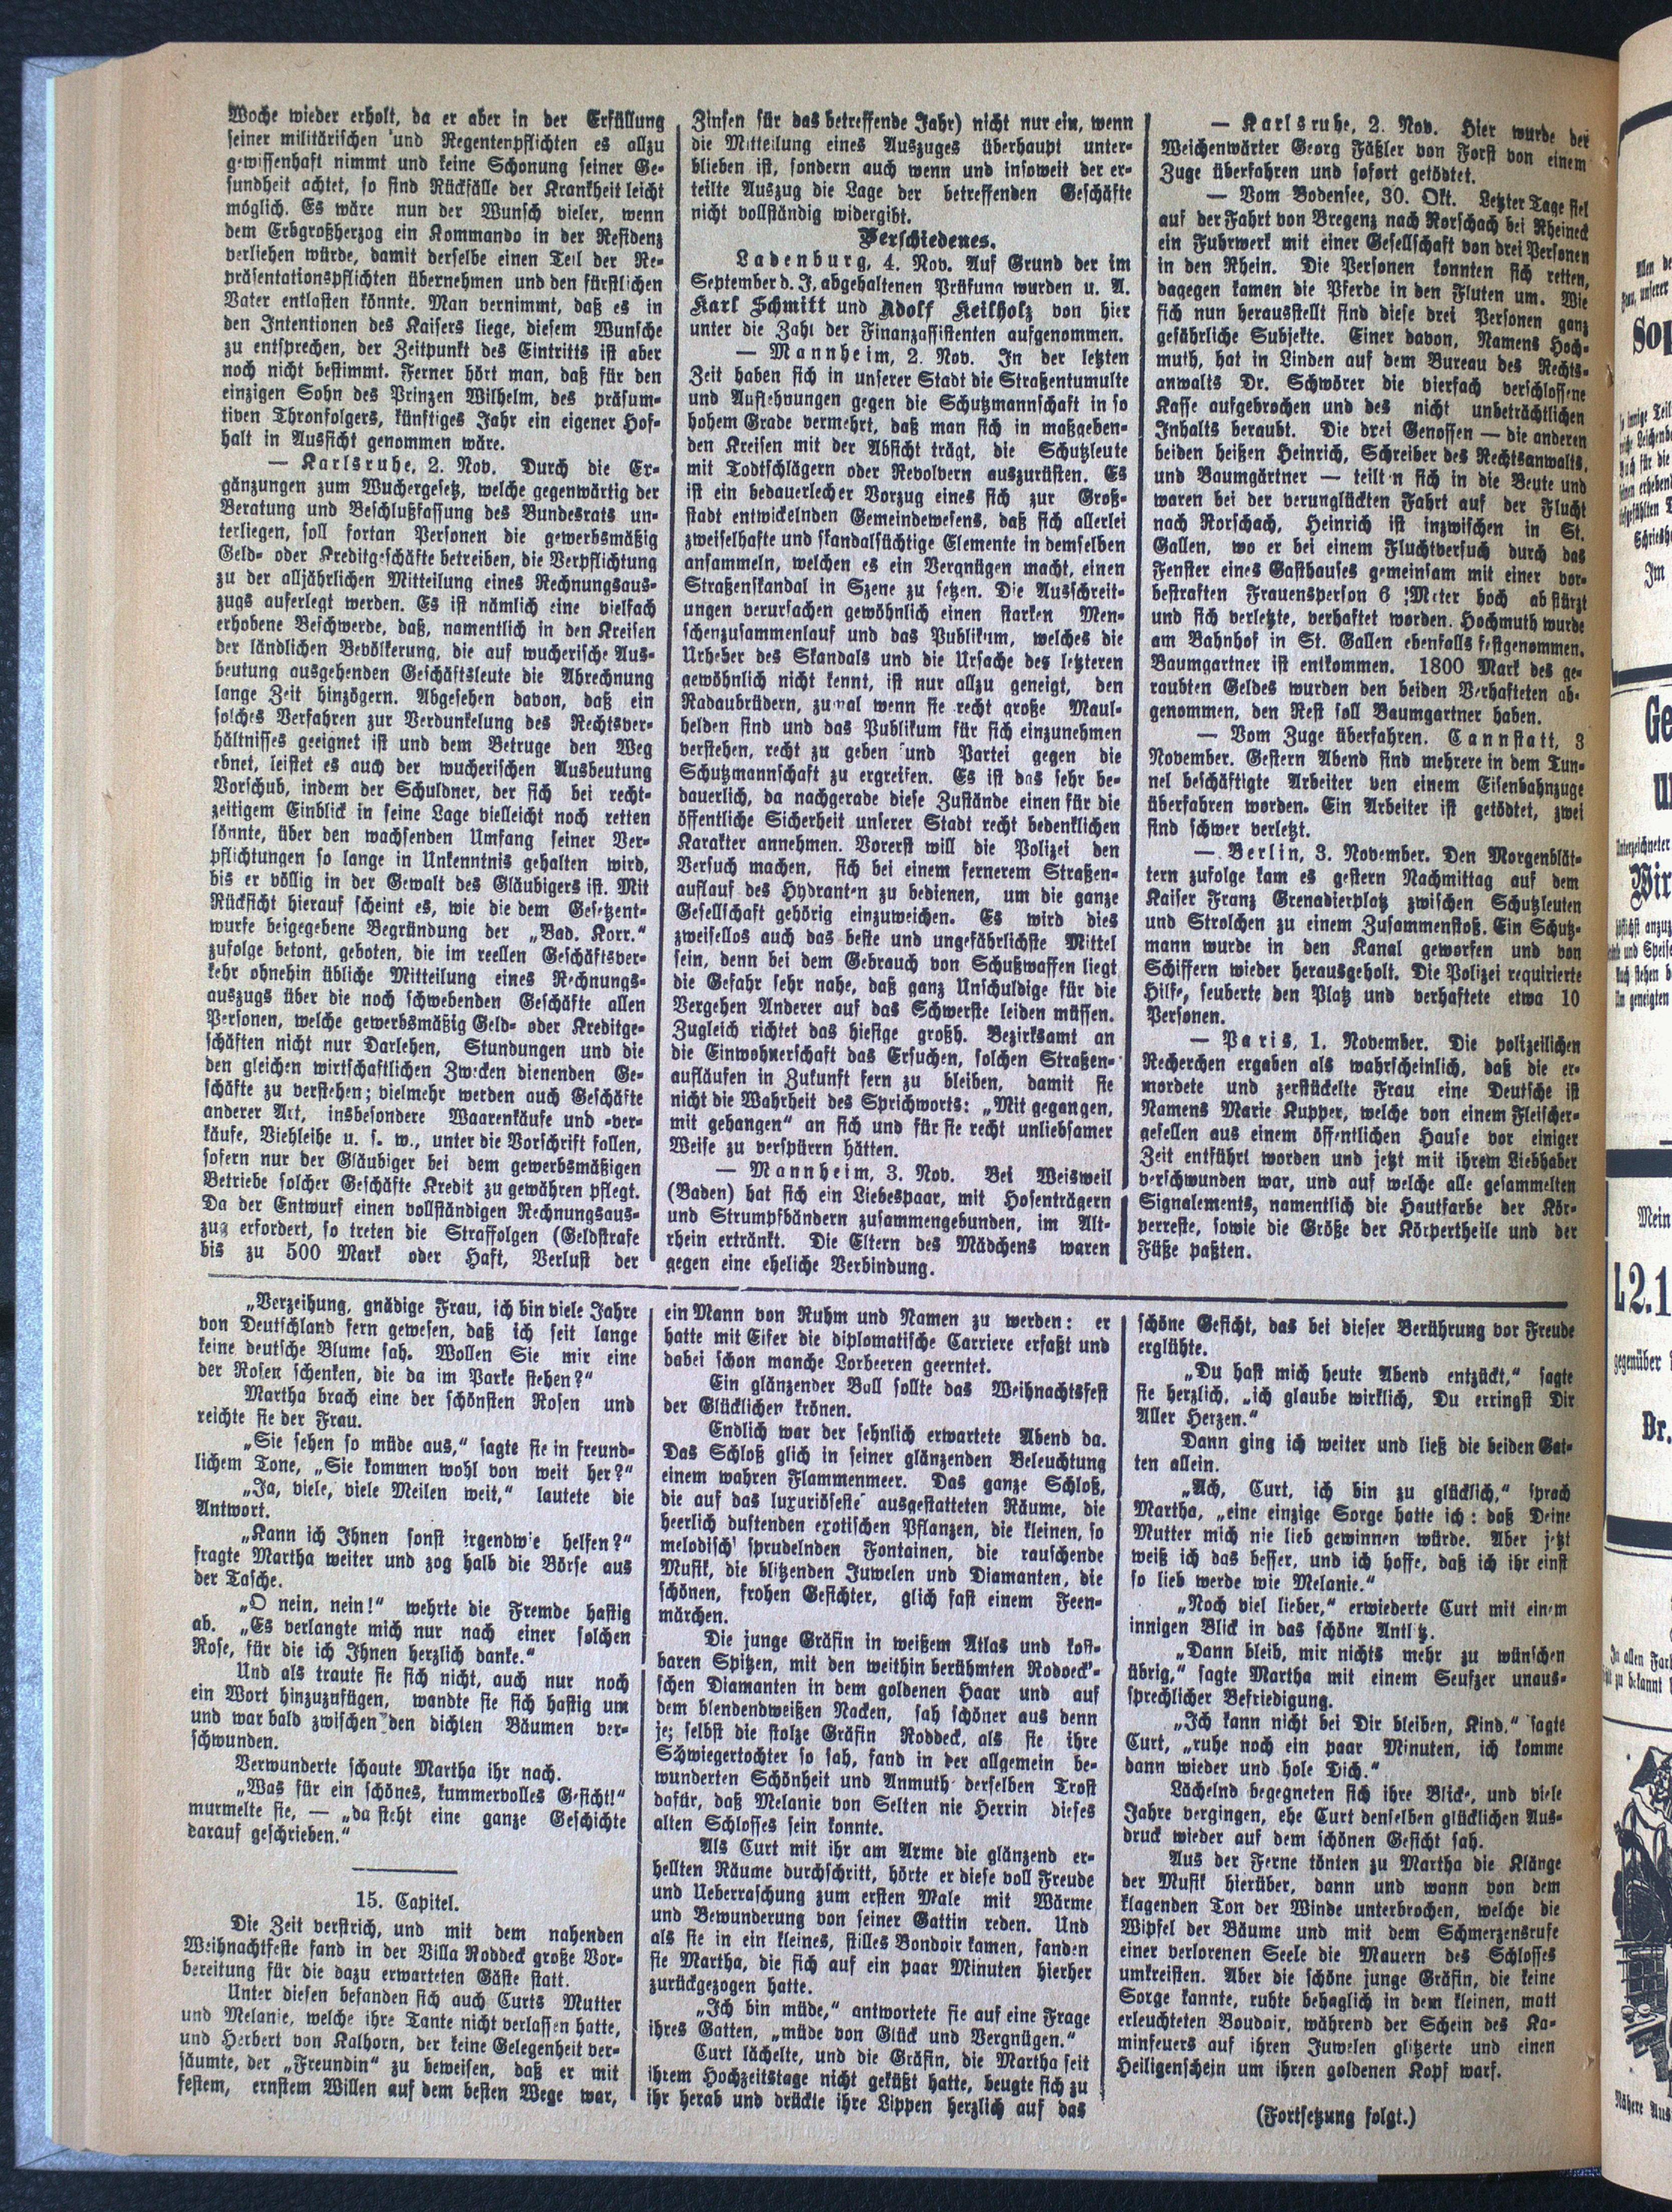 Woche wieder erholt, da er aber in der Erfüllung
seiner militärischen und Regentenpflichten es allzu
gewissenhaft nimmt und keine Schonung seiner Ge-
sundheit achtet, so sind Rückfälle der Krankheit leicht
möglich. Es wäre nun der Wunsch vieler, wenn
dem Erbgroßherzog ein Kommando in der Residenz
verliehen würde, damit derselbe einen Teil der Re-
präsentationspflichten übernehmen und den fürstlichen
Vater entlasten könnte. Man vernimmt, daß es in
den Intentionen des Kaisers liege, diesem Wunsche
zu entsprechen, der Zeitpunkt des Eintritts ist aber
noch nicht bestimmt. Ferner hört man, daß für den
einzigen Sohn des Prinzen Wilhelm, des präsum-
tiven Thronfolgers, künftiges Jahr ein eigener Hof-
halt in Aussicht genommen wäre.
— Karlsruhe, 2. Nov. Durch die Er-
gänzungen zum Wuchergesetz, welche gegenwärtig der
Beratung und Beschlußfassung des Bundesrats un-
terliegen, soll fortan Personen die gewerbsmäßig
Geld- oder Kreditgeschäfte betreiben, die Verpflichtung
zu der alljährlichen Mitteilung eines Rechnungsaus-
zugs auferlegt werden. Es ist nämlich eine vielfach
erhobene Beschwerde, daß, namentlich in den Kreisen
der ländlichen Bevölkerung, die auf wucherische Aus-
beutung ausgehenden Geschäftsleute die Abrechnung
lange Zeit hinzögern. Abgesehen davon, daß ein
solches Verfahren zur Verdunkelung des Rechtsver-
hältnisses geeignet ist und dem Betruge den Weg
ebnet, leistet es auch der wucherischen Ausbeutung
Vorschub, indem der Schuldner, der sich bei recht-
zeitigem Einblick in seine Lage vielleicht noch retten
könnte, über den wachsenden Umfang seiner Ver-
pflichtungen so lange in Unkenntnis gehalten wird,
bis er völlig in der Gewalt des Gläubigers ist. Mit
Rücksicht hierauf scheint es, wie die dem Gesetzent-
wurfe beigegebene Begründung der „Bad. Korr.“
zufolge betont, geboten, die im reellen Geschäftsver-
kehr ohnehin übliche Mitteilung eines Rechnungs-
auszugs über die noch schwebenden Geschäfte allen
Personen, welche gewerbsmäßig Geld- oder Kreditge-
schäften nicht nur Darlehen, Stundungen und die
den gleichen wirtschaftlichen Zwecken dienenden Ge-
schäfte zu verstehen; vielmehr werden auch Geschäfte
anderer Art, insbesondere Waarenkäufe und -ver-
käufe, Viehleihe u. s. w., unter die Vorschrift fallen,
sofern nur der Gläubiger bei dem gewerbsmäßigen
Betriebe solcher Geschäfte Kredit zu gewähren pflegt.
Da der Entwurf einen vollständigen Rechnungsaus-
zug erfordert, so treten die Straffolgen (Geldstrafe
bis zu 500 Mark oder Haft, Verlust der
Zinsen für das betreffende Jahr) nicht nur ein, wenn
die Mitteilung eines Auszuges überhaupt unter-
blieben ist, sondern auch wenn und insoweit der er-
teilte Auszug die Lage der betreffenden Geschäfte
nicht vollständig widergibt.
Verschiedenes.
Ladenburg, 4. Nov. Auf Grund der im
September d. J. abgehaltenen Prüfung wurden u. A.
Karl Schmitt und Adolf Keilholz von hier
unter die Zahl der Finanzassistenten aufgenommen.
— Mannheim, 2. Nov. In der letzten
Zeit haben sich in unserer Stadt die Straßentumulte
und Auflehnungen gegen die Schutzmannschaft in so
hohem Grade vermehrt, daß man sich in maßgeben-
den Kreisen mit der Absicht trägt, die Schutzleute
mit Todtschlägern oder Revolvern auszurüsten. Es
ist ein bedauerlecher Vorzug eines sich zur Groß-
stadt entwickelnden Gemeindewesens, daß sich allerlei
zweiselhafte und skandalsüchtige Elemente in demselben
ansammeln, welchen es ein Vergnügen macht, einen
Straßenskandal in Szene zu setzen. Die Ausschreit-
ungen verursachen gewöhnlich einen starken Men-
schenzusammenlauf und das Publikum, welches die
Urheber des Skandals und die Ursache des letzteren
gewöhnlich nicht kennt, ist nur allzu geneigt, den
Radaubrüdern, zumal wenn sie recht große Maul-
helden sind und das Publikum für sich einzunehmen
verstehen, recht zu geben und Partei gegen die
Schutzmannschaft zu ergreifen. Es ist das sehr be-
dauerlich, da nachgerade diese Zustände einen für die
öffentliche Sicherheit unserer Stadt recht bedenklichen
Karakter annehmen. Vorerst will die Polizei den
Versuch machen, sich bei einem fernerem Straßen-
auflauf des Hydranten zu bedienen, um die ganze
Gesellschaft gehörig einzuweichen. Es wird dies
zweifellos auch das beste und ungefährlichste Mittel
sein, denn bei dem Gebrauch von Schußwaffen liegt
die Gefahr sehr nahe, daß ganz Unschuldige für die
Vergehen Anderer auf das Schwerste leiden müssen.
Zugleich richtet das hiesige großh. Bezirksamt an
die Einwohnerschaft das Ersuchen, solchen Straßen-
aufläufen in Zukunft fern zu bleiben, damit sie
nicht die Wahrheit des Sprichworts: „Mit gegangen,
mit gehangen“ an sich und für sie recht unliebsamer
Weise zu verspürrn hätten.
— Mannheim, 3. Nov. Bei Weisweil
(Baden) hat sich ein Liebespaar, mit Hosenträgern
und Strumpfbändern zusammengebunden, im Alt-
rhein ertränkt. Die Eltern des Mädchens waren
gegen eine eheliche Verbindung.
— Karlsruhe, 2. Nov. Hier wurde der
Weichenwärter Georg Fäßler von Forst von einem
Zuge überfahren und sofort getödtet.
— Vom Bodensee, 30. Okt. Letzter Tage fiel
auf der Fahrt von Bregenz nach Rorschach bei Rheineck
ein Fuhrwerk mit einer Gesellschaft von drei Personen
in den Rhein. Die Personen konnten sich retten,
dagegen kamen die Pferde in den Fluten um. Wie
sich nun herausstellt sind diese drei Personen ganz
gefährliche Subjekte. Einer davon, Namens Hoch-
muth, hat in Linden auf dem Bureau des Rechts-
anwalts Dr. Schwörer die vierfach verschlossene
Kasse aufgebrochen und des nicht unbeträchtlichen
Inhalts beraubt. Die drei Genossen — die anderen
beiden heißen Heinrich, Schreiber des Rechtsanwalts,
und Baumgärtner — teilten sich in die Beute und
waren bei der verunglückten Fahrt auf der Flucht
nach Rorschach, Heinrich ist inzwischen in St.
Gallen, wo er bei einem Fluchtversuch durch das
Fenster eines Gasthauses gemeinsam mit einer vor-
bestraften Frauensperson 6 Meter hoch abstürzt
und sich verletzte, verhaftet worden. Hochmuth wurde
am Bahnhof in St. Gallen ebenfalls festgenommen.
Baumgartner ist entkommen. 1800 Mark des ge-
raubten Geldes wurden den beiden Verhafteten ab-
genommen, den Rest soll Baumgartner haben.
— Vom Zuge überfahren. Cannstatt, 3
November. Gestern Abend sind mehrere in dem Tun-
nel beschäftigte Arbeiter ven einem Eisenbahnzuge
überfahren worden. Ein Arbeiter ist getödtet, zwei
sind schwer verletzt.
— Berlin, 3. November. Den Morgenblät-
tern zufolge kam es gestern Nachmittag auf dem
Kaiser Franz Grenadierplatz zwischen Schutzleuten
und Strolchen zu einem Zusammenstoß. Ein Schutz-
mann wurde in den Kanal geworfen und von
Schiffern wieder herausgeholt. Die Polizei requirierte
Hilfe, seuberte den Platz und verhaftete etwa 10
Personen.
— Paris, 1. November. Die polizeilichen
Recherchen ergaben als wahrscheinlich, daß die er-
mordete und zerstückelte Frau eine Deutsche ist
Namens Marie Kupper, welche von einem Fleischer-
gesellen aus einem öffentlichen Hause vor einiger
Zeit entführt worden und jetzt mit ihrem Liebhaber
verschwunden war, und auf welche alle gesammelten
Signalements, namentlich die Hautfarbe der Kör-
perreste, sowie die Größe der Körpertheile und der
Füße paßten.
„Verzeihung, gnädige Frau, ich bin viele Jahre
von Deutschland fern gewesen, daß ich seit lange
keine deutsche Blume sah. Wollen Sie mir eine
der Rosen schenken, die da im Parke stehen?“
Martha brach eine der schönsten Rosen und
reichte sie der Frau.
„Sie sehen so müde aus,“ sagte sie in freund-
lichem Tone, „Sie kommen wohl von weit her?“
„Ja, viele, viele Meilen weit,“ lautete die
Antwort.
„Kann ich Ihnen sonst irgendwie helfen?“
fragte Martha weiter und zog halb die Börse aus
der Tasche.
„O nein, nein!“ wehrte die Fremde hastig
ab. „Es verlangte mich nur nach einer solchen
Rose, für die ich Ihnen herzlich danke.“
Und als traute sie sich nicht, auch nur noch
ein Wort hinzuzufügen, wandte sie sich hastig um
und war bald zwischen den dichten Bäumen ver-
schwunden.
Verwunderte schaute Martha ihr nach.
„Was für ein schönes, kummervolles Gesicht!“
murmelte sie, — „da steht eine ganze Geschichte
darauf geschrieben.“
15. Capitel.
Die Zeit verstrich, und mit dem nahenden
Weihnachtfeste fand in der Villa Roddeck große Vor-
bereitung für die dazu erwarteten Gäste statt.
Unter diesen befanden sich auch Curts Mutter
und Melanie, welche ihre Tante nicht verlassen hatte,
und Herbert von Kalhorn, der keine Gelegenheit ver-
säumte, der „Freundin“ zu beweisen, daß er mit
festem, ernstem Willen auf dem besten Wege war,
ein Mann von Ruhm und Namen zu werden: er
hatte mit Eifer die diplomatische Carriere erfaßt und
dabei schon manche Lorbeeren geerntet.
Ein glänzender Ball sollte das Weihnachtsfest
der Glücklichen krönen.
Endlich war der sehnlich erwartete Abend da.
Das Schloß glich in seiner glänzenden Beleuchtung
einem wahren Flammenmeer. Das ganze Schloß,
die auf das luxuriöseste ausgestatteten Räume, die
heerlich duftenden exotischen Pflanzen, die kleinen, so
melodisch sprudelnden Fontainen, die rauschende
Musik, die blitzenden Juwelen und Diamanten, die
schönen, frohen Gesichter, glich fast einem Feen-
märchen.
Die junge Gräfin in weißem Atlas und kost-
baren Spitzen, mit den weithin berühmten Roddeck'-
schen Diamanten in dem goldenen Haar und auf
dem blendendweißen Nacken, sah schöner aus denn
je; selbst die stolze Gräfin Roddeck, als sie ihre
Schwiegertochter so sah, fand in der allgemein be-
wunderten Schönheit und Anmuth derselben Trost
dafür, daß Melanie von Selten nie Herrin dieses
alten Schlosses sein konnte.
Als Curt mit ihr am Arme die glänzend er-
hellten Räume durchschritt, hörte er diese voll Freude
und Ueberraschung zum ersten Male mit Wärme
und Bewunderung von seiner Gattin reden. Und
als sie in ein kleines, stilles Bondoir kamen, fanden
sie Martha, die sich auf ein paar Minuten hierher
zurückgezogen hatte.
„Ich bin müde,“ antwortete sie auf eine Frage
ihres Gatten, „müde von Glück und Vergnügen.“
Curt lächelte, und die Gräfin, die Martha seit
ihrem Hochzeitstage nicht geküßt hatte, beugte sich zu
ihr herab und drückte ihre Lippen herzlich auf das
schöne Gesicht, das bei dieser Berührung vor Freude
erglühte.
„Du hast mich heute Abend entzückt,“ sagte
sie herzlich, „ich glaube wirklich, Du erringst Dir
Aller Herzen.“
Dann ging ich weiter und ließ die beiden Gat-
ten allein.
„Ach, Curt, ich bin zu glücklich,“ sprach
Martha, „eine einzige Sorge hatte ich: daß Deine
Mutter mich nie lieb gewinnen würde. Aber jetzt
weiß ich das besser, und ich hoffe, daß ich ihr einst
so lieb werde wie Melanie.“
„Noch viel lieber,“ erwiederte Curt mit einem
innigen Blick in das schöne Antlitz.
„Dann bleib, mir nichts mehr zu wünschen
übrig,“ sagte Martha mit einem Seufzer unaus-
sprechlicher Befriedigung.
„Ich kann nicht bei Dir bleiben, Kind,“ sagte
Curt, „ruhe noch ein paar Minuten, ich komme
dann wieder und hole Dich.“
Lächelnd begegneten sich ihre Blicke, und viele
Jahre vergingen, ehe Curt denselben glücklichen Aus-
druck wieder auf dem schönen Gesicht sah.
Aus der Ferne tönten zu Martha die Klänge
der Musik hierüber, dann und wann von dem
klagenden Ton der Winde unterbrochen, welche die
Wipfel der Bäume und mit dem Schmerzensrufe
einer verlorenen Seele die Mauern des Schlosses
umkreisten. Aber die schöne junge Gräfin, die keine
Sorge kannte, ruhte behaglich in dem kleinen, matt
erleuchteten Boudoir, während der Schein des Ka-
minfeuers auf ihren Juwelen glitzerte und einen
Heiligenschein um ihren goldenen Kopf warf.
(Fortsetzung folgt.)
Im
Mein
L 2.1
gegenüber
Dr.